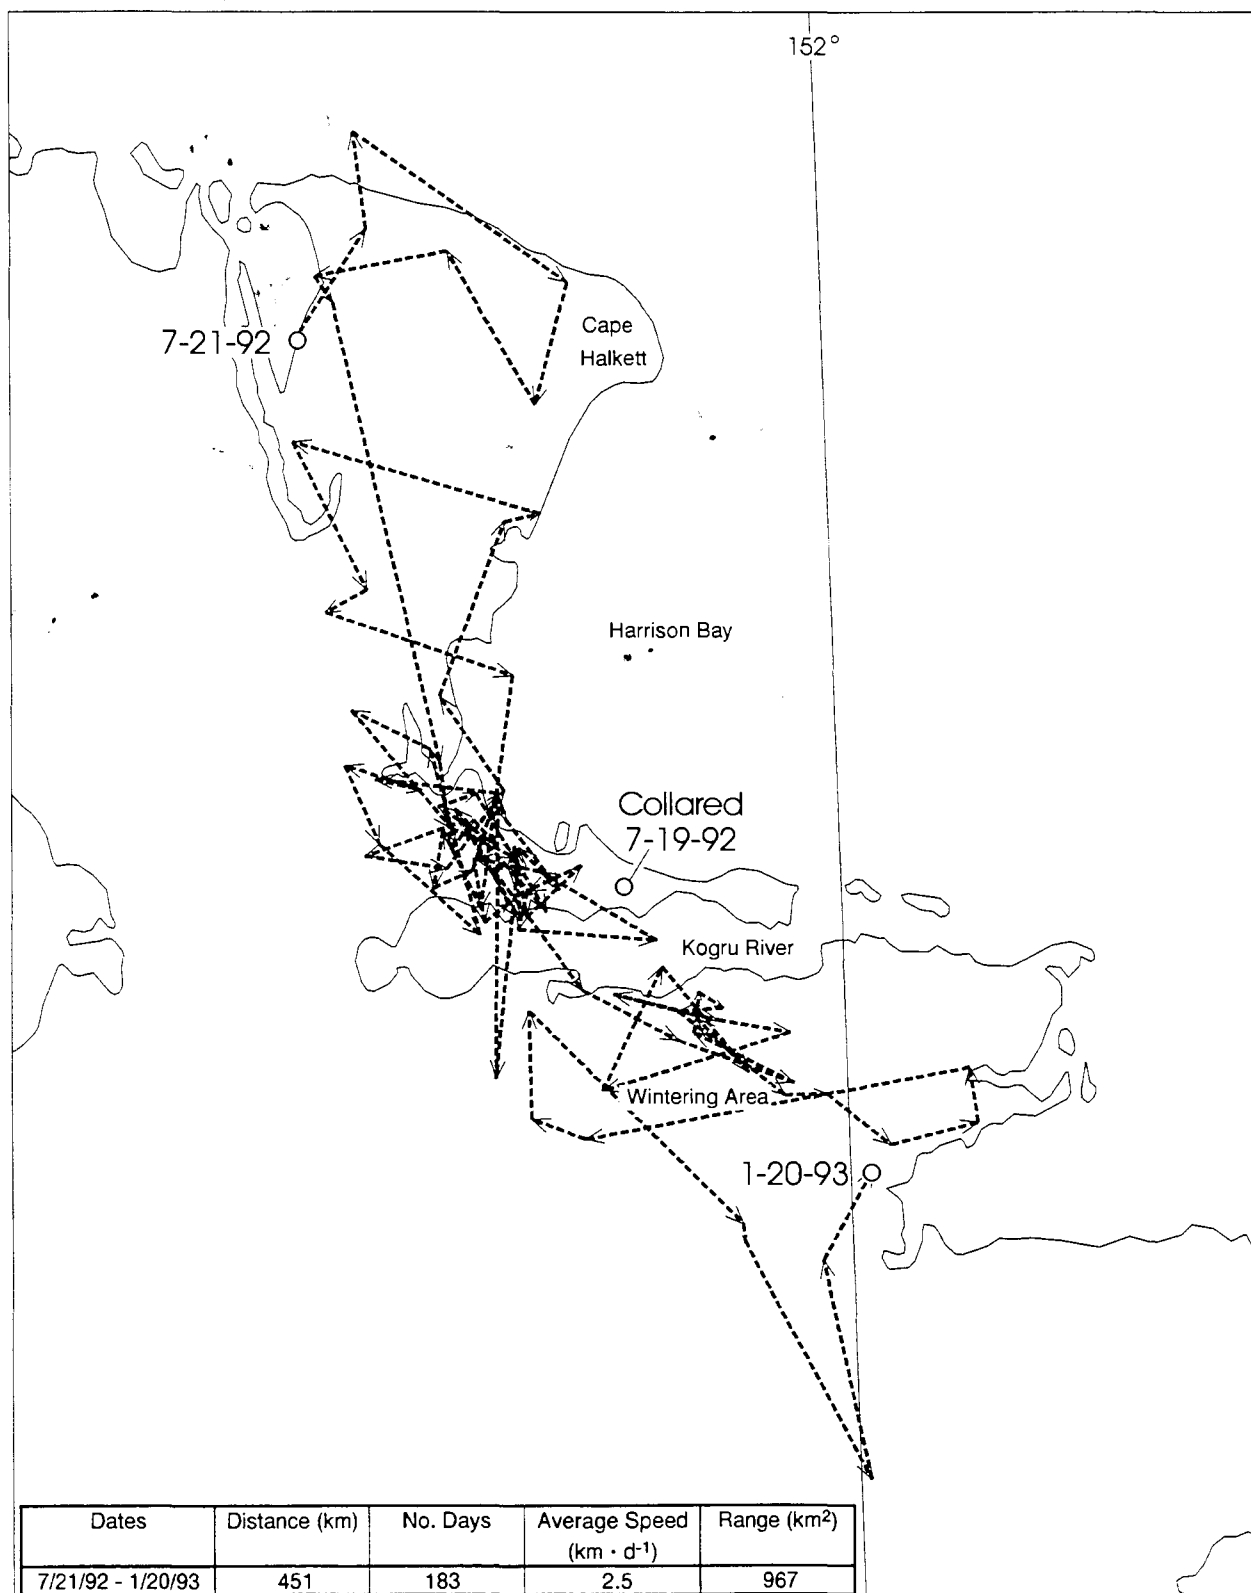 152°
Cape
Halkett
7-21-92
Harrison Bay
Collared
7-19-92
Kogru River
Wintering Area
1-20-93
Dates Distance (km) No. Days Average Speed (km · d⁻¹) Range (km²)
7/21/92 - 1/20/93 451 183 2.5 967